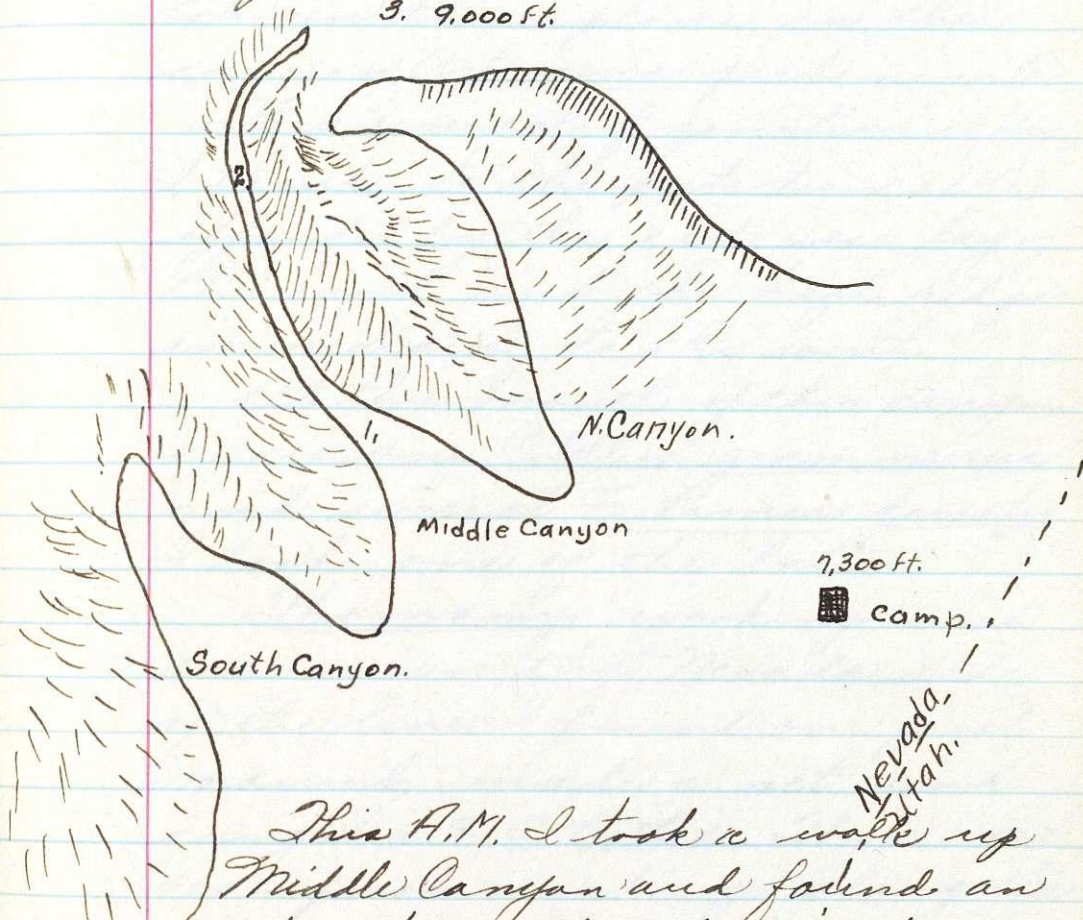 3. 9,000 ft.
2.
N. Canyon.
1.
Middle Canyon
7,300 ft.
camp.
South Canyon.
Nevada
Utah.
This A.M. I took a walk up
Middle Canyon and found an